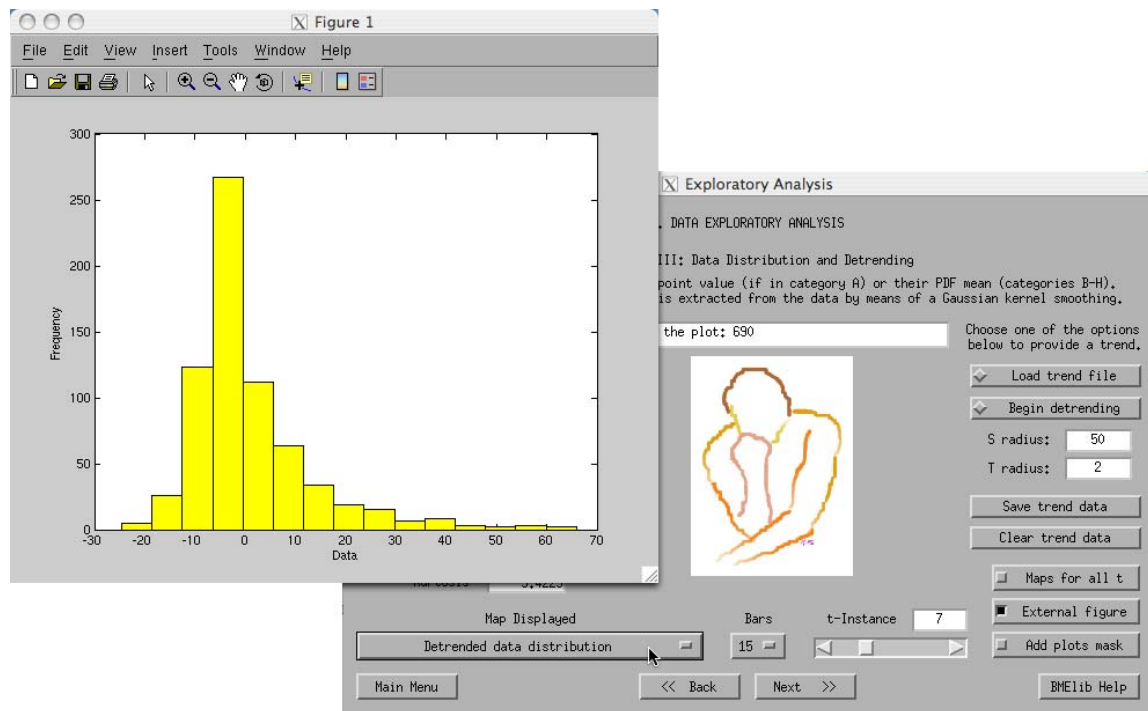 Figure 1
File Edit View Insert Tools Window Help
300
250
200
150
100
50
0
Frequency
-30 -20 -10 0 10 20 30 40 50 60 70
Data
Exploratory Analysis
. DATA EXPLORATORY ANALYSIS
III: Data Distribution and Detrending
point value (if in category A) or their PDF mean (categories B-H).
is extracted from the data by means of a Gaussian kernel smoothing.
the plot: 690
Choose one of the options
below to provide a trend.
Load trend file
Begin detrending
S radius: 50
T radius: 2
Save trend data
Clear trend data
Maps for all t
External figure
Add plots mask
Map Displayed
Detrended data distribution
Bars
15
t-Instance 7
Main Menu
<< Back
Next >>
BMElib Help